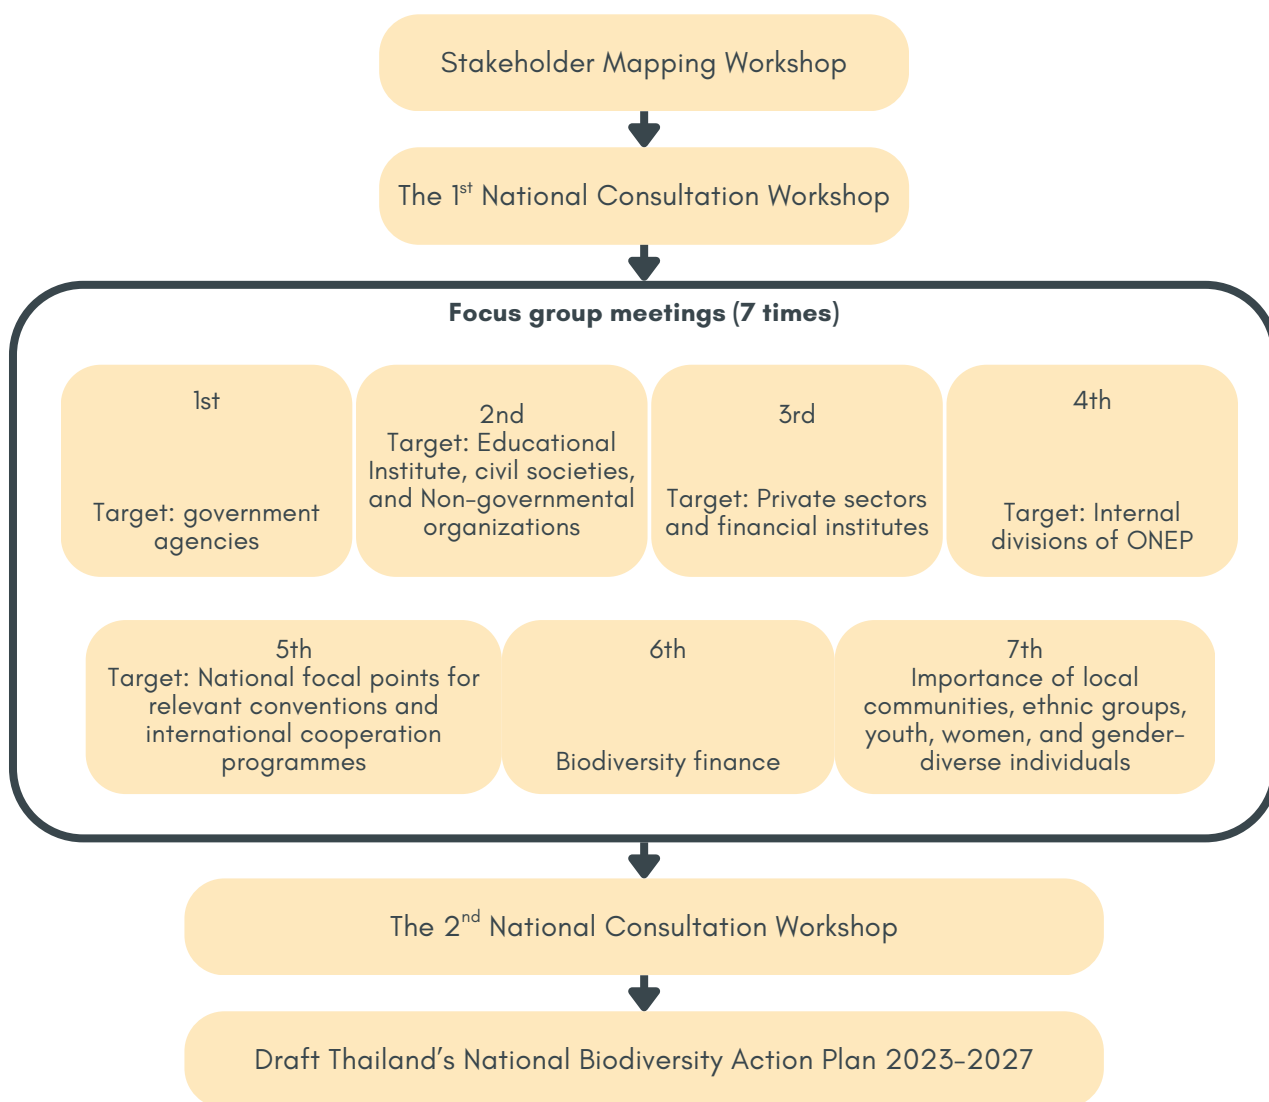 Stakeholder Mapping Workshop
The 1st National Consultation Workshop
Focus group meetings (7 times)
1st
Target: government
agencies
2nd
Target: Educational
Institute, civil societies,
and Non-governmental
organizations
3rd
Target: Private sectors
and financial institutes
4th
Target: Internal
divisions of ONEP
5th
Target: National focal points for
relevant conventions and
international cooperation
programmes
6th
Biodiversity finance
7th
Importance of local
communities, ethnic groups,
youth, women, and gender-
diverse individuals
The 2nd National Consultation Workshop
Draft Thailand's National Biodiversity Action Plan 2023-2027